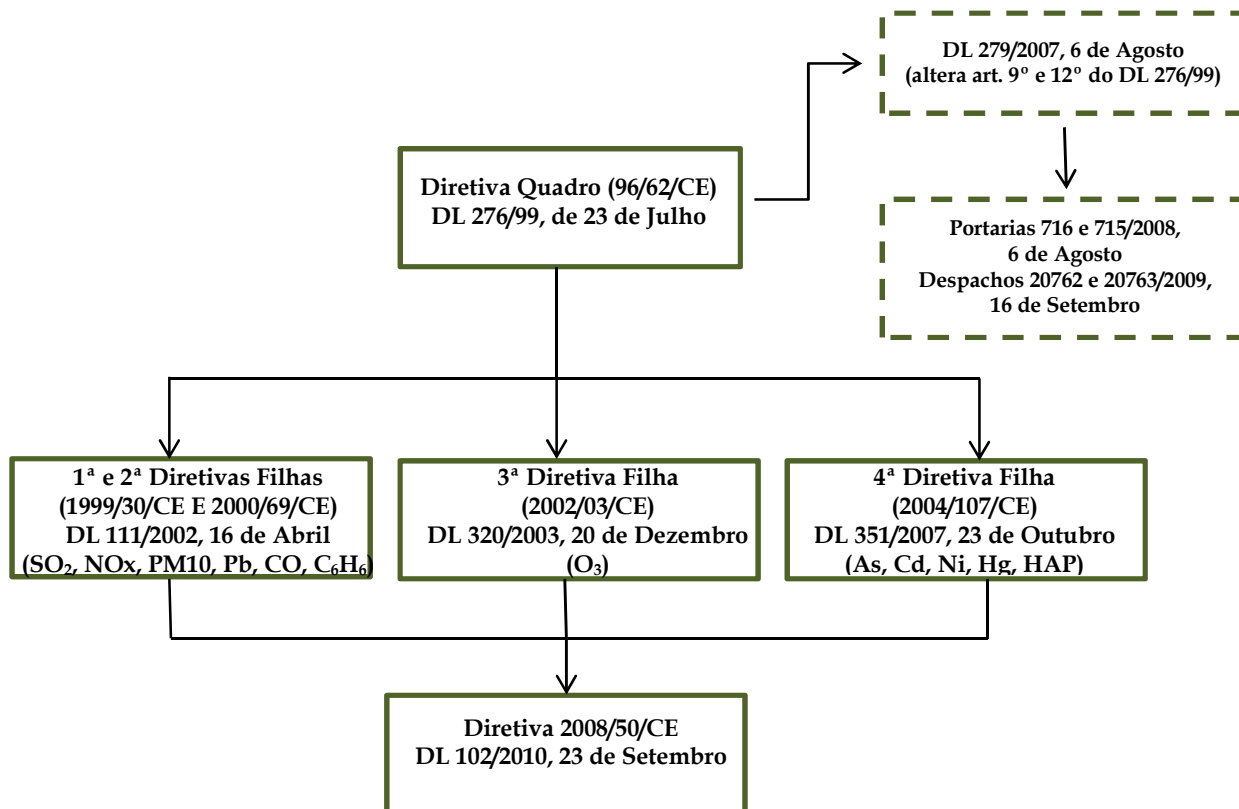 DL 279/2007, 6 de Agosto
(altera art. 9º e 12º do DL 276/99)
Diretiva Quadro (96/62/CE)
DL 276/99, de 23 de Julho
Portarias 716 e 715/2008,
6 de Agosto
Despachos 20762 e 20763/2009,
16 de Setembro
1ª e 2ª Diretivas Filhas
(1999/30/CE E 2000/69/CE)
DL 111/2002, 16 de Abril
(SO₂, NOx, PM10, Pb, CO, C₆H₆)
3ª Diretiva Filha
(2002/03/CE)
DL 320/2003, 20 de Dezembro
(O₃)
4ª Diretiva Filha
(2004/107/CE)
DL 351/2007, 23 de Outubro
(As, Cd, Ni, Hg, HAP)
Diretiva 2008/50/CE
DL 102/2010, 23 de Setembro